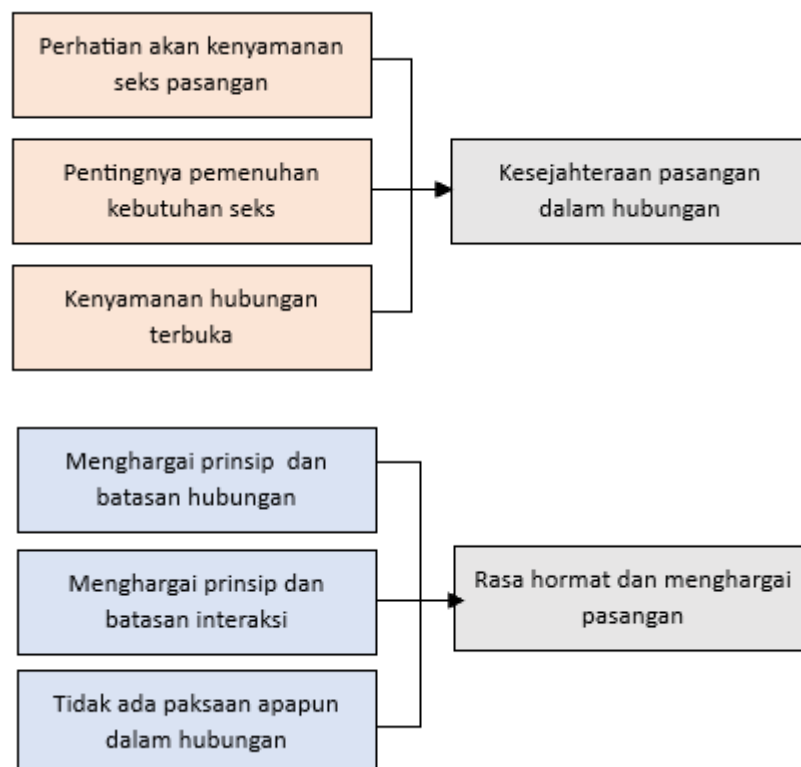 Perhatian akan kenyamanan
seks pasangan
Pentingnya pemenuhan
kebutuhan seks
Kenyamanan hubungan
terbuka
Kesejahteraan pasangan
dalam hubungan
Menghargai prinsip dan
batasan hubungan
Menghargai prinsip dan
batasan interaksi
Tidak ada paksaan apapun
dalam hubungan
Rasa hormat dan menghargai
pasangan